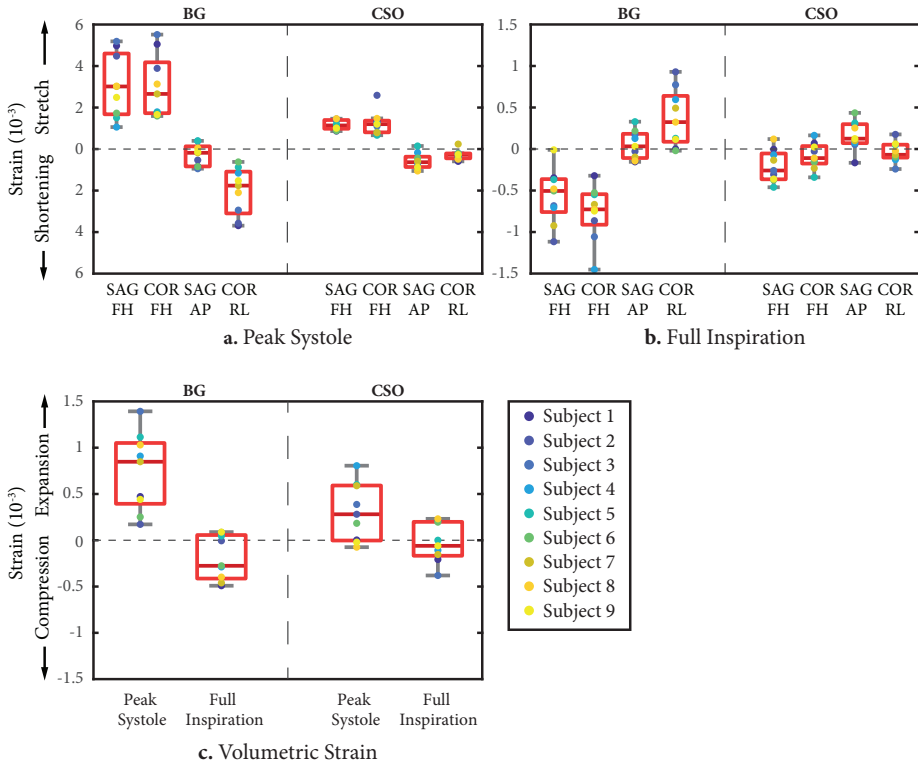 BG CSO
Strain (10⁻³)
Shortening Stretch
6
4
2
0
2
4
6
SAG COR SAG COR SAG COR SAG COR
FH FH AP RL FH FH AP RL
a. Peak Systole
BG CSO
1.5
1
0.5
0
-0.5
-1
-1.5
SAG COR SAG COR SAG COR SAG COR
FH FH AP RL FH FH AP RL
b. Full Inspiration
BG CSO
Strain (10⁻³)
Compression Expansion
1.5
1
0.5
0
-0.5
-1
-1.5
Peak Full Peak Full
Systole Inspiration Systole Inspiration
c. Volumetric Strain
Subject 1
Subject 2
Subject 3
Subject 4
Subject 5
Subject 6
Subject 7
Subject 8
Subject 9